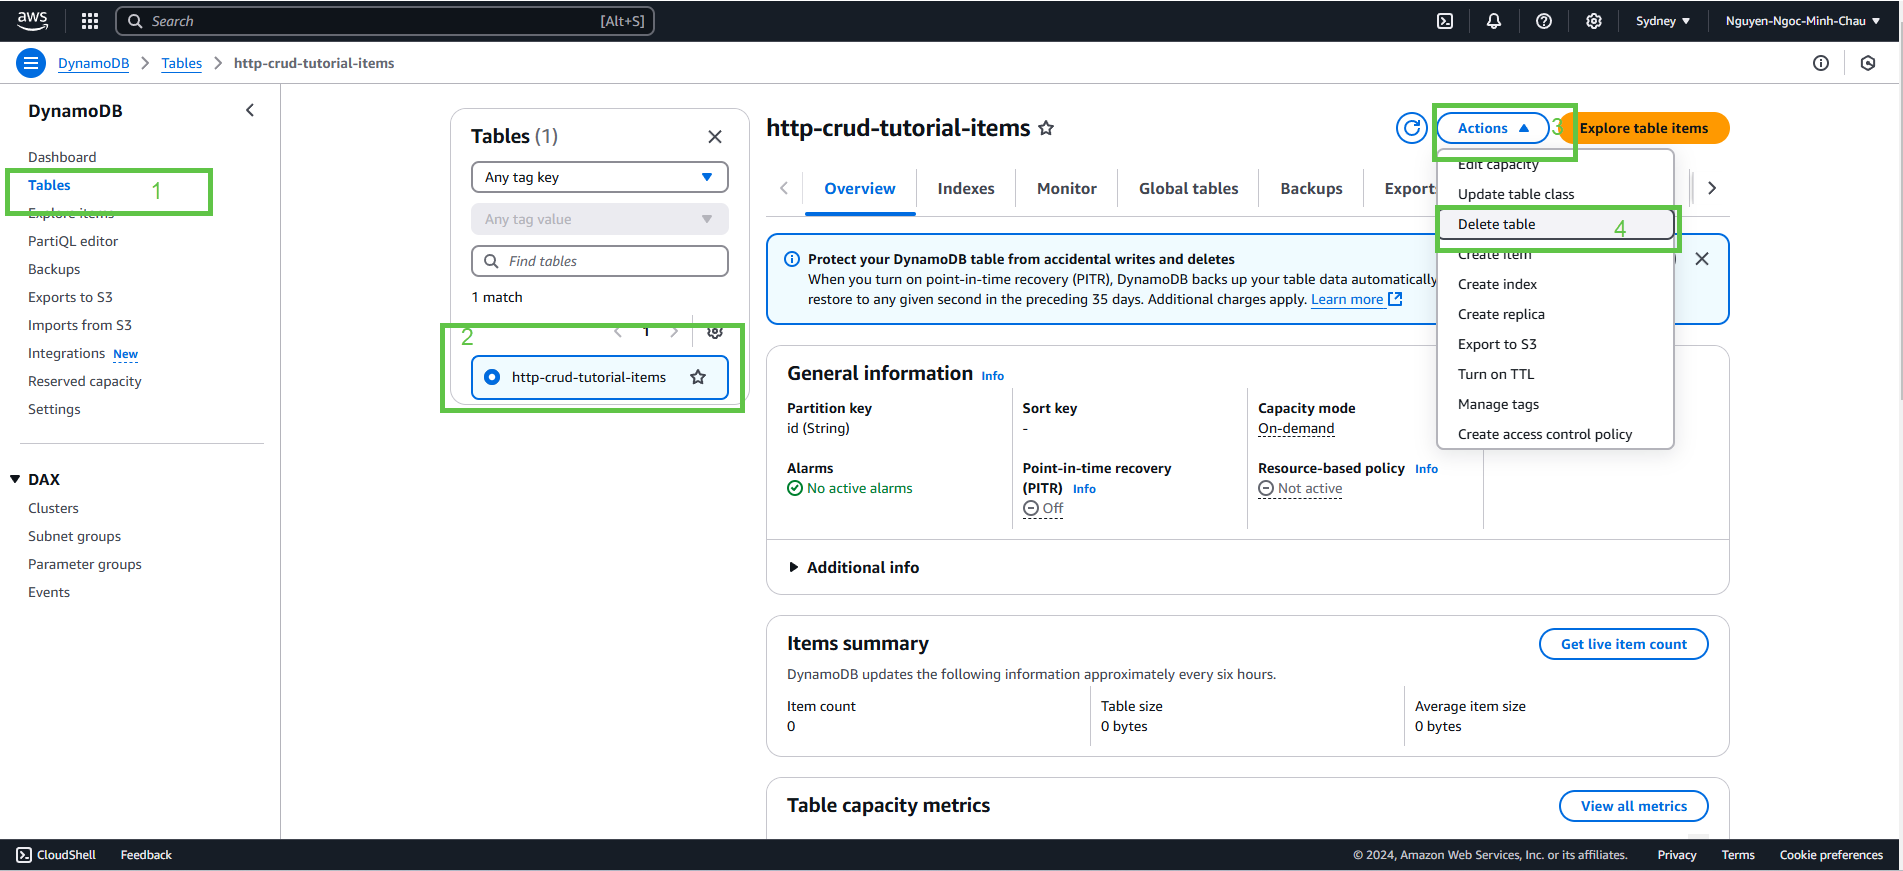 aws
Search
[Alt+S]
Sydney
Nguyen-Ngoc-Minh-Chau
DynamoDB
Tables
http-crud-tutorial-items
DynamoDB
Dashboard
Tables
1
Explore items
PartiQL editor
Backups
Exports to S3
Imports from S3
Integrations New
Reserved capacity
Settings
DAX
Clusters
Subnet groups
Parameter groups
Events
Tables (1)
Any tag key
Any tag value
Find tables
1 match
2
1
http-crud-tutorial-items
http-crud-tutorial-items
Actions
3
Explore table items
Overview
Indexes
Monitor
Global tables
Backups
Exports
Edit capacity
Update table class
Delete table
4
Create item
Create index
Create replica
Export to S3
Turn on TTL
Manage tags
Create access control policy
Protect your DynamoDB table from accidental writes and deletes
When you turn on point-in-time recovery (PITR), DynamoDB backs up your table data automatically
restore to any given second in the preceding 35 days. Additional charges apply. Learn more
General information Info
Partition key
id (String)
Sort key
-
Capacity mode
On-demand
Alarms
No active alarms
Point-in-time recovery
(PITR) Info
Off
Resource-based policy Info
Not active
Additional info
Items summary
Get live item count
DynamoDB updates the following information approximately every six hours.
Item count
0
Table size
0 bytes
Average item size
0 bytes
Table capacity metrics
View all metrics
CloudShell
Feedback
© 2024, Amazon Web Services, Inc. or its affiliates.
Privacy
Terms
Cookie preferences